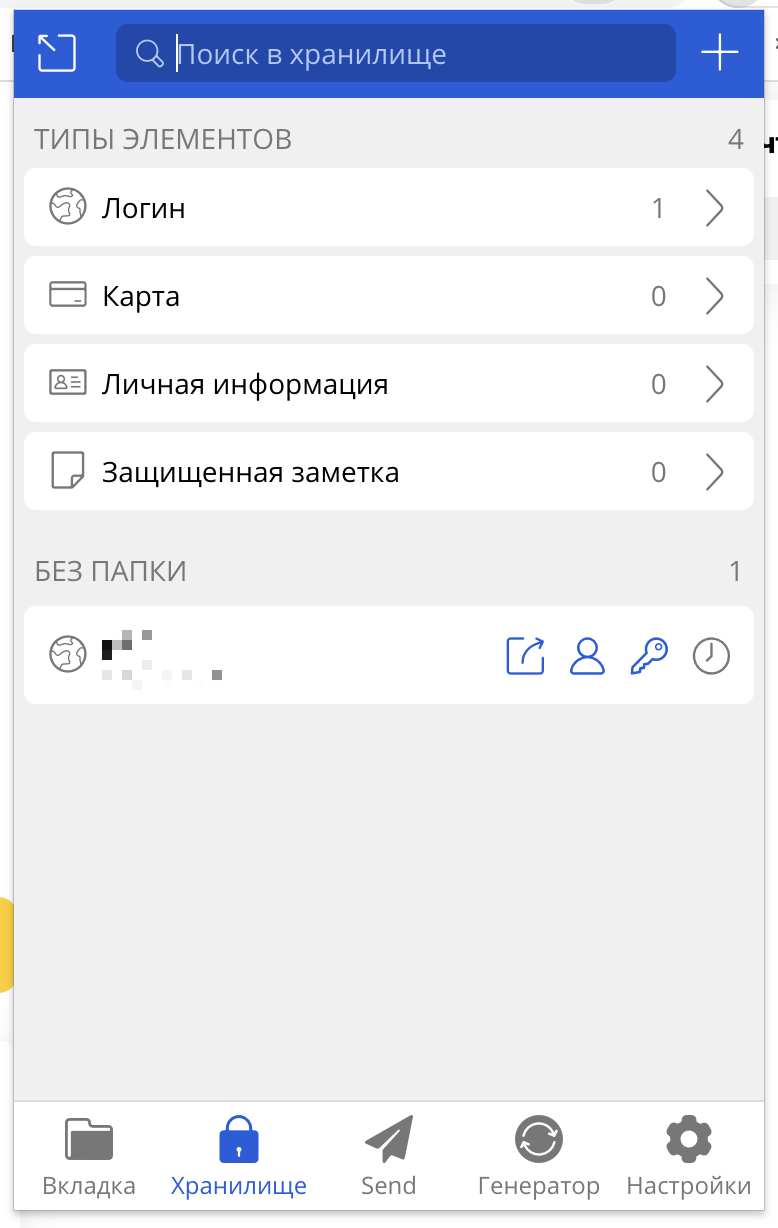 Поиск в хранилище
ТИПЫ ЭЛЕМЕНТОВ 4
Логин 1
Карта 0
Личная информация 0
Защищенная заметка 0
БЕЗ ПАПКИ 1
Вкладка Хранилище Send Генератор Настройки